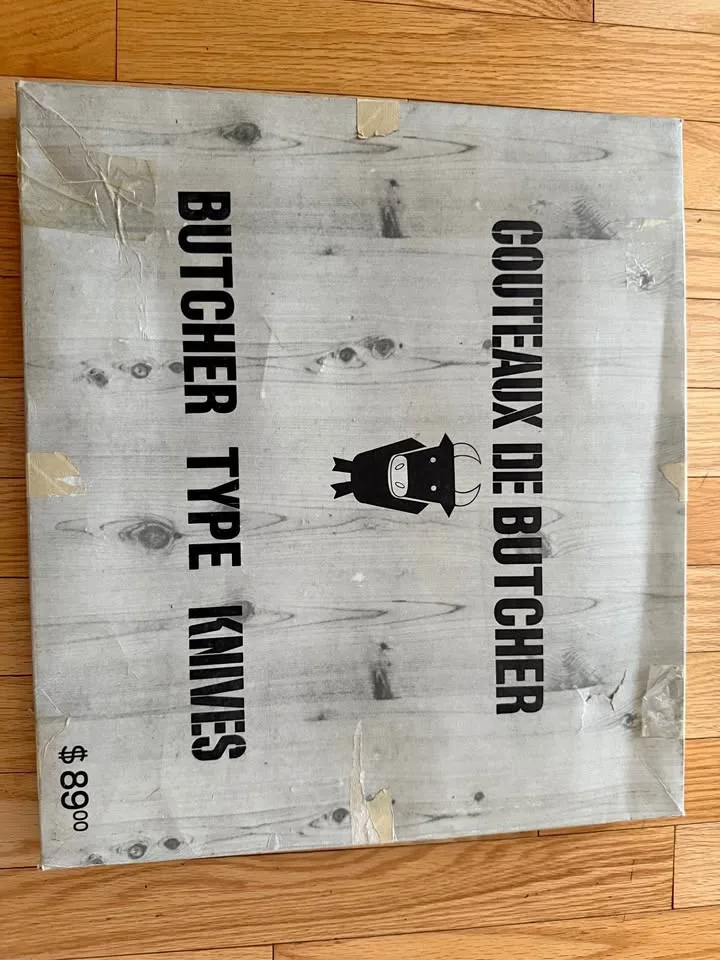 COUTEAUX DE BUTCHER
BUTCHER TYPE KNIVES
$ 89⁰⁰